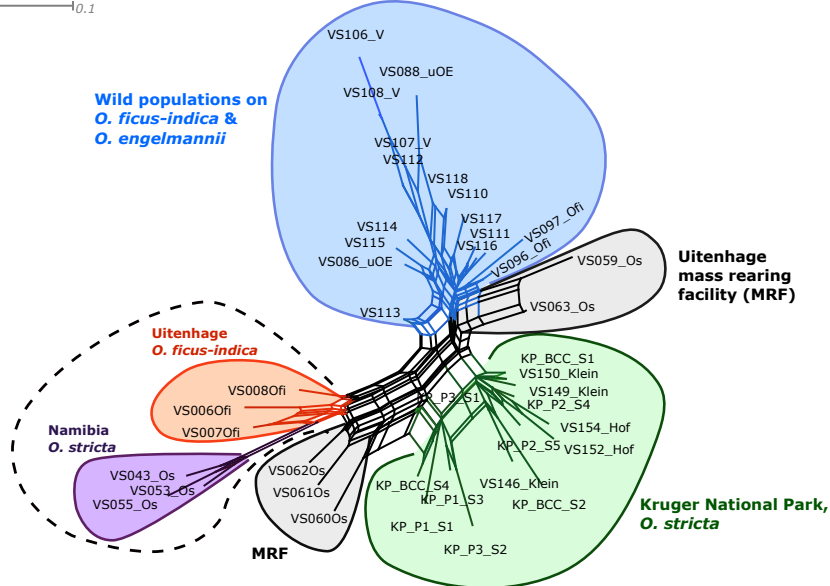 0.1
VS106_V
VS088_uOE
VS108_V
Wild populations on
O. ficus-indica &
O. engelmannii
VS107_V
VS112
VS118
VS110
VS117
VS097_Ofi
VS114
VS111
VS115
VS116
VS096_Ofi
VS086_uOE
VS059_Os
Uitenhage
mass rearing
facility (MRF)
VS063_Os
VS113
Uitenhage
O. ficus-indica
KP_BCC_S1
VS150_Klein
VS149_Klein
VS008Ofi
P_P3_S1
KP_P2_S4
VS006Ofi
VS007Ofi
VS154_Hof
Namibia
O. stricta
KP_P2_S5
VS152_Hof
VS062Os
VS043_Os
VS053_Os
VS055_Os
VS061Os
KP_BCC_S4
VS146_Klein
KP_P1_S3
KP_BCC_S2
Kruger National Park,
O. stricta
VS060Os
KP_P1_S1
MRF
KP_P3_S2